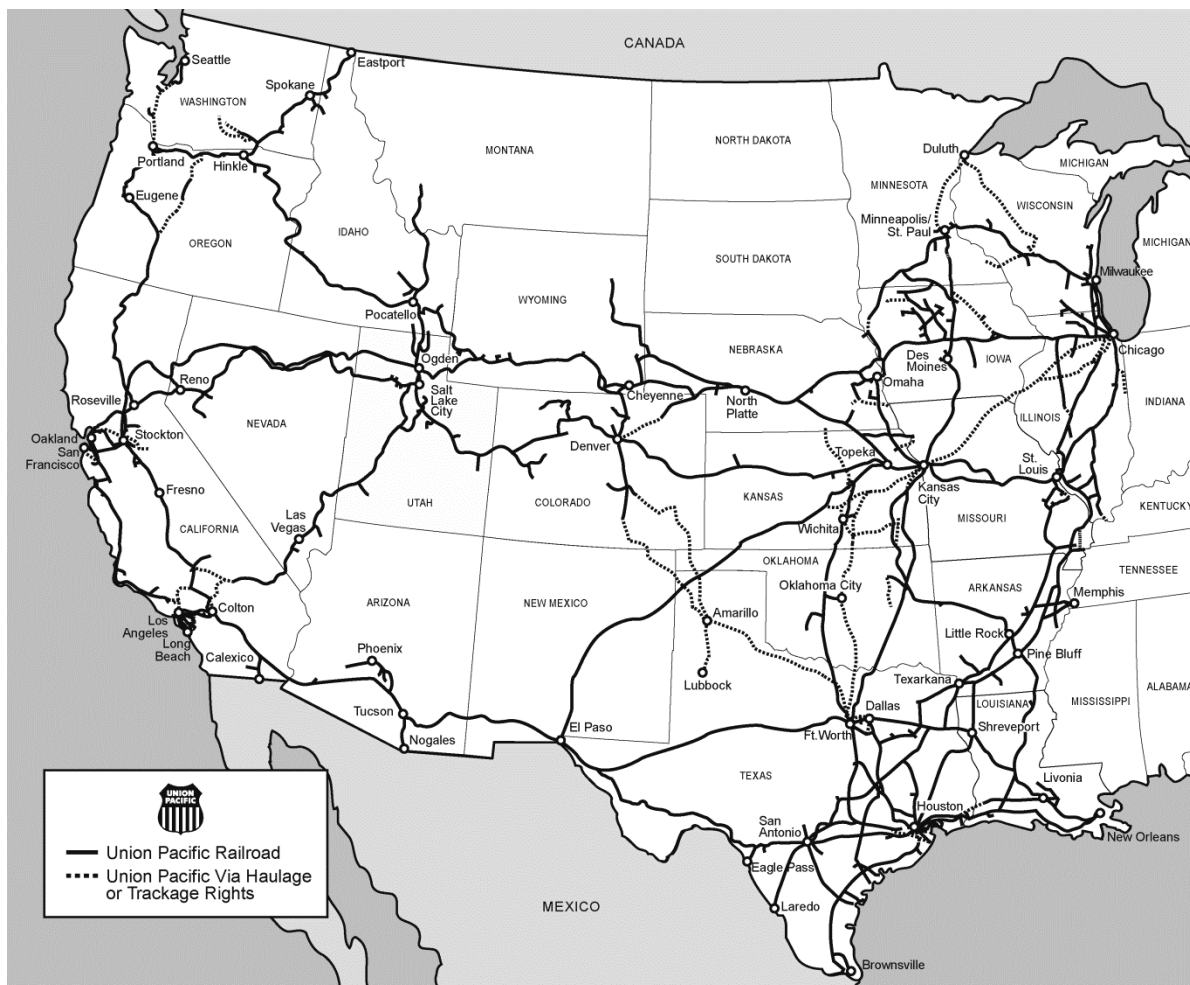 CANADA
Seattle
Eastport
Spokane
WASHINGTON
Portland
Hinkle
MONTANA
NORTH DAKOTA
Duluth
MICHIGAN
MINNESOTA
WISCONSIN
Eugene
Minneapolis/
St. Paul
OREGON
IDAHO
SOUTH DAKOTA
MICHIGAN
Milwaukee
WYOMING
Pocatello
Ogden
NEBRASKA
Des
Moines
IOWA
Chicago
Reno
Salt
Lake
City
Cheyenne
North
Platte
Omaha
Roseville
NEVADA
ILLINOIS
INDIANA
Oakland
San
Francisco
Stockton
Denver
Topeka
St.
Louis
Fresno
UTAH
COLORADO
KANSAS
Kansas
City
KENTUCKY
Las
Vegas
CALIFORNIA
Wichita
MISSOURI
OKLAHOMA
TENNESSEE
Oklahoma City
ARKANSAS
Memphis
ARIZONA
NEW MEXICO
Amarillo
Colton
Los
Angeles
Long
Beach
Little Rock
Calexico
Phoenix
Pine Bluff
Lubbock
Texarkana
MISSISSIPPI
ALABAMA
Tucson
Nogales
El Paso
Dallas
Ft.Worth
LOUISIANA
Shreveport
TEXAS
Livonia
Houston
San
Antonio
New Orleans
Eagle Pass
Laredo
MEXICO
Brownsville
UNION
PACIFIC
Union Pacific Railroad
Union Pacific Via Haulage
or Trackage Rights